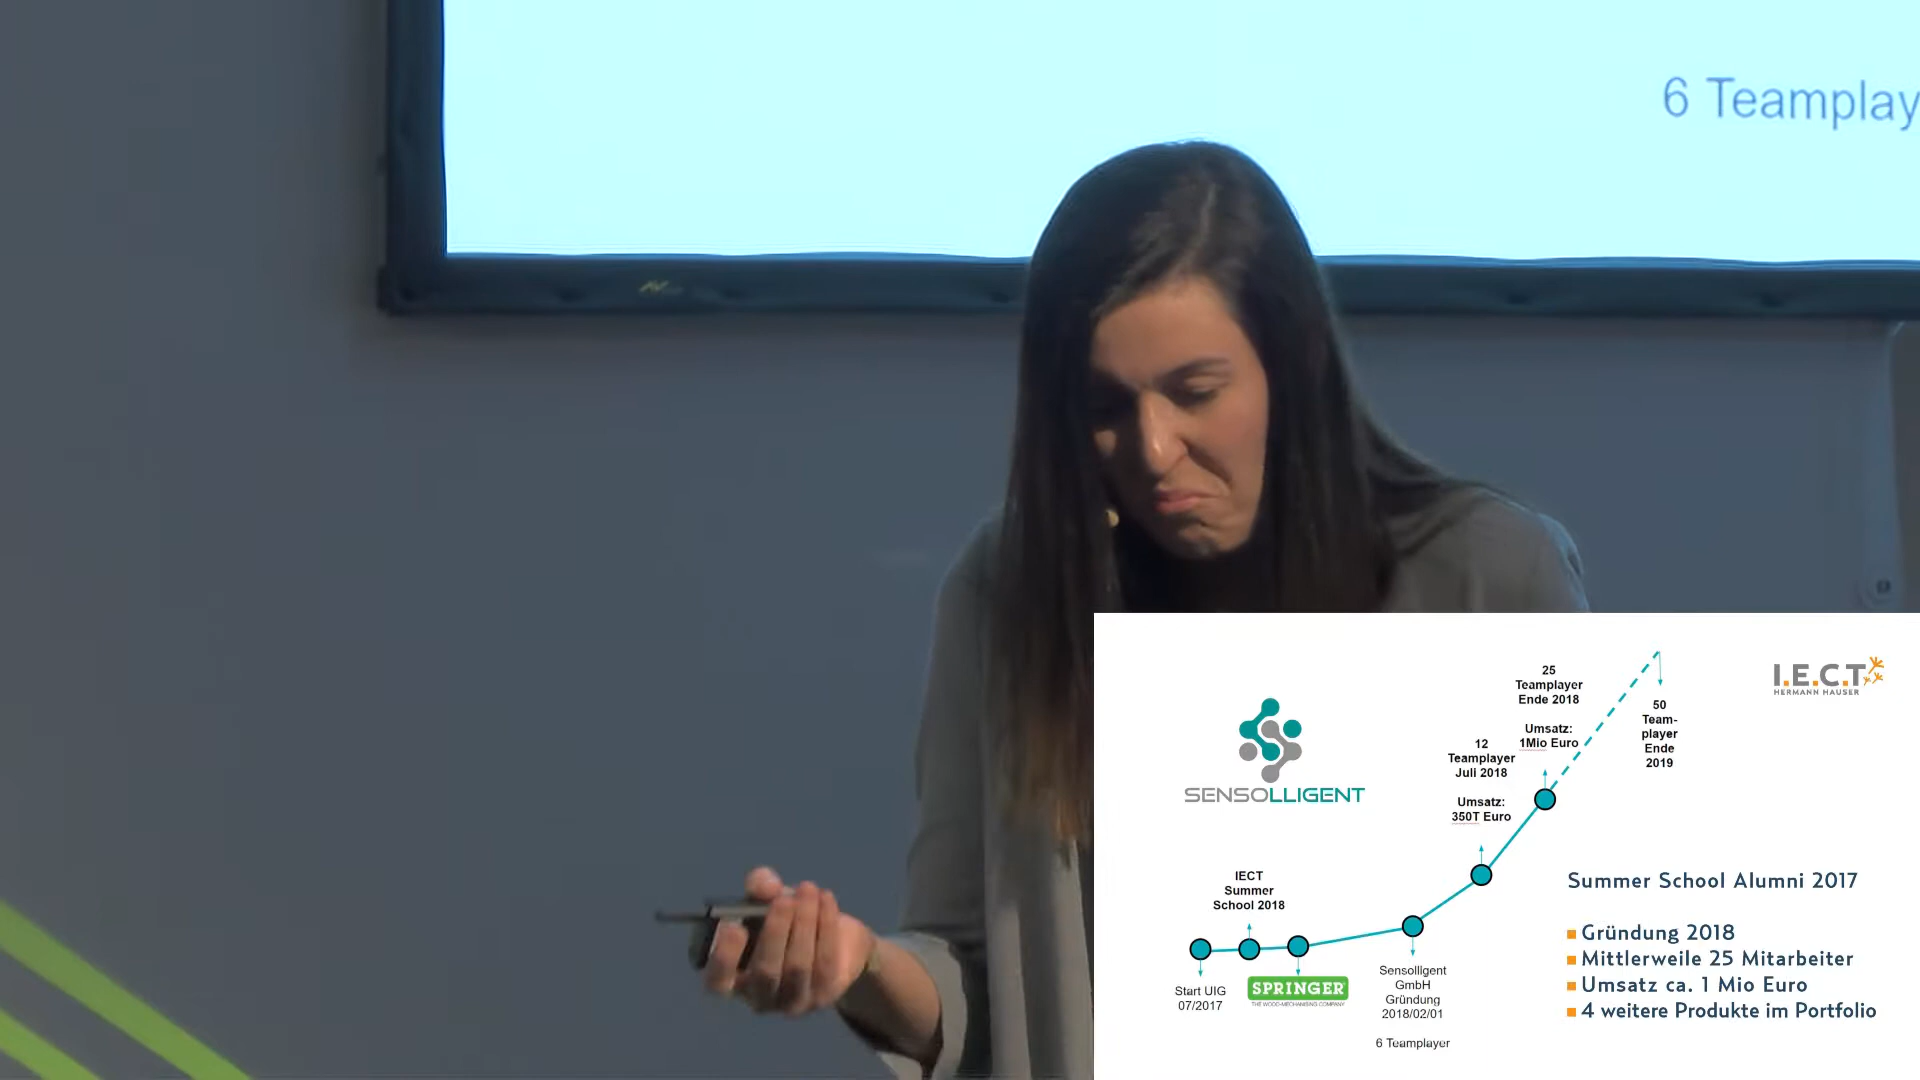 6 Teamplay
25
Teamplayer
Ende 2018
Umsatz:
1Mio Euro
I.E.C.T
HERMANN HAUSER
50
Team-
player
Ende
2019
12
Teamplayer
Juli 2018
Umsatz:
350T Euro
SENSOLLIGENT
IECT
Summer
School 2018
Start UIG
07/2017
SPRINGER
THE WOOD-MECHANISING COMPANY
Sensolligent
GmbH
Gründung
2018/02/01
6 Teamplayer
Summer School Alumni 2017
Gründung 2018
Mittlerweile 25 Mitarbeiter
Umsatz ca. 1 Mio Euro
4 weitere Produkte im Portfolio